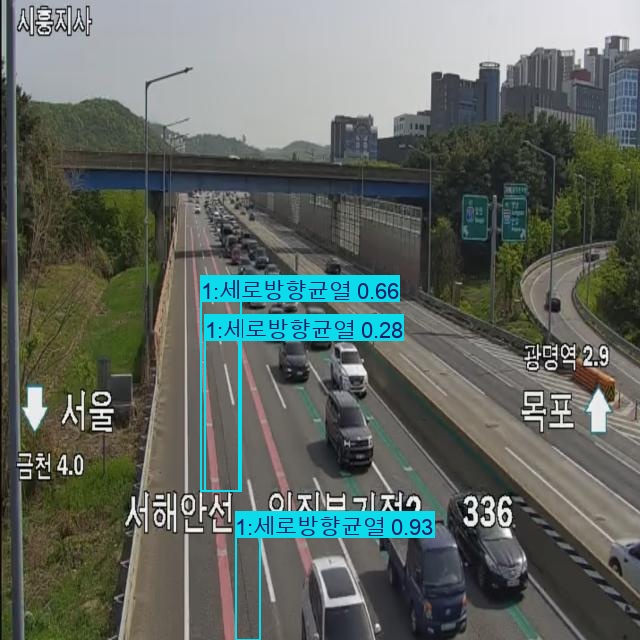 시흥지사
1:세로방향균열 0.66
1:세로방향균열 0.28
광명역 2.9
서울
목포
금천 4.0
서해안선
336
1:세로방향균열 0.93